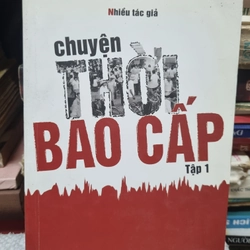 Nhiều tác giả
chuyện
THỜI
BAO CẤP
Tập 1